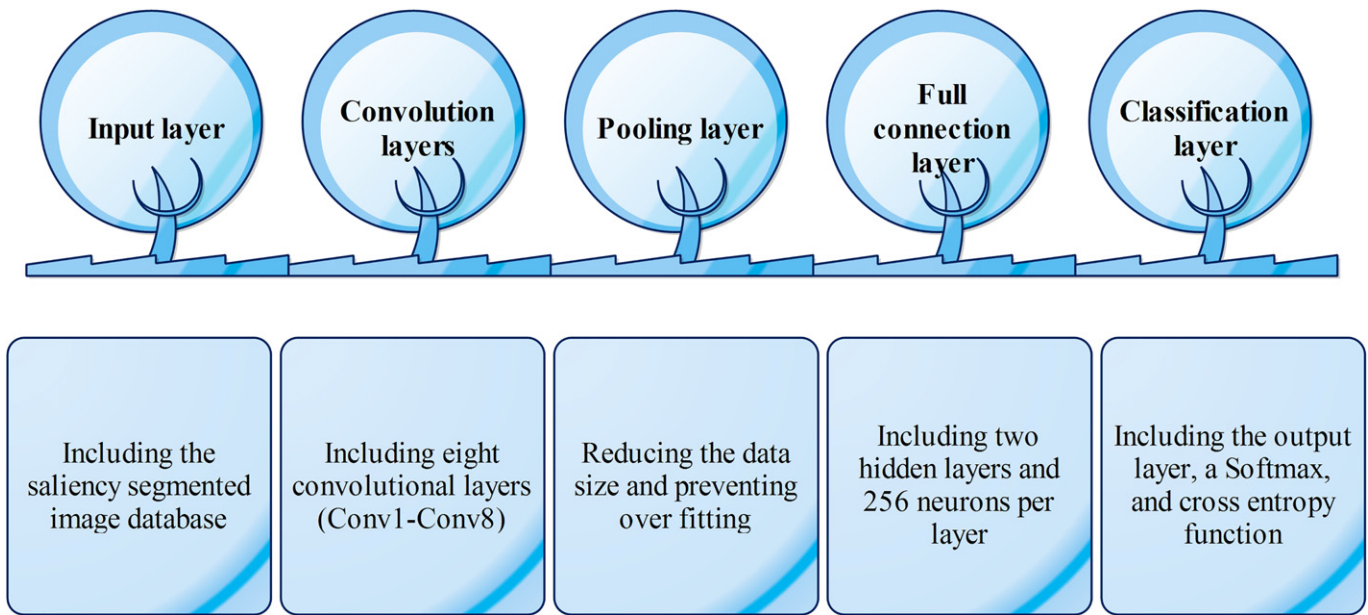 Input layer
Convolution
layers
Pooling layer
Full
connection
layer
Classification
layer
Including the
saliency segmented
image database
Including eight
convolutional layers
(Conv1-Conv8)
Reducing the data
size and preventing
over fitting
Including two
hidden layers and
256 neurons per
layer
Including the output
layer, a Softmax,
and cross entropy
function